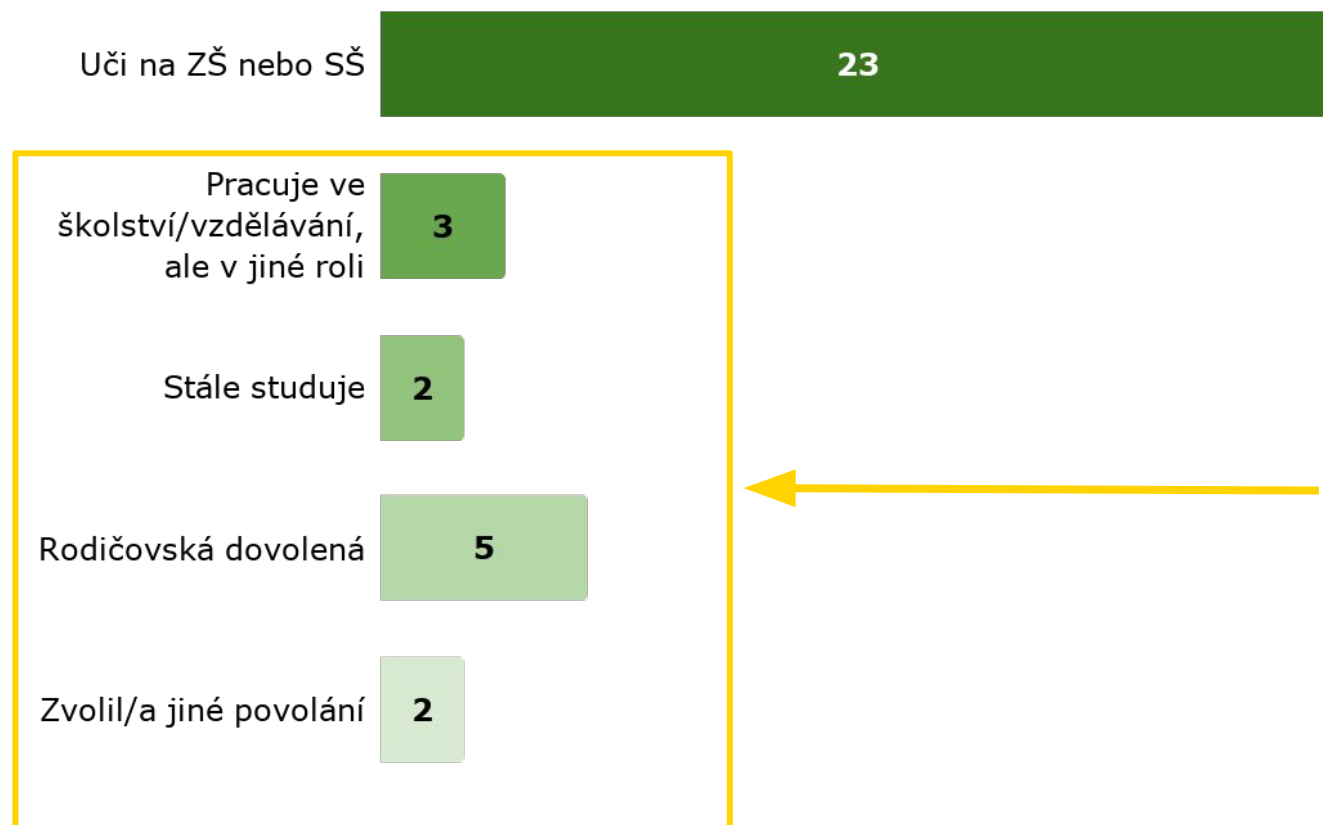 Uči na ZŠ nebo SŠ
23
Pracuje ve
školství/vzdělávání,
ale v jiné roli
3
Stále studuje
2
Rodičovská dovolená
5
Zvolil/a jiné povolání
2